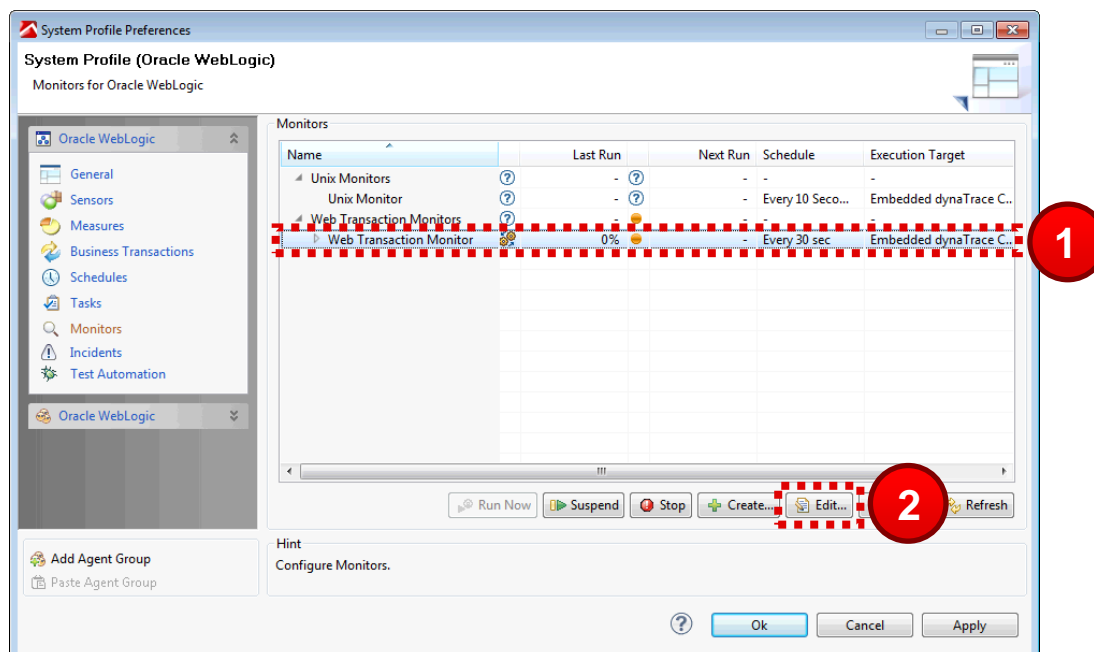 System Profile Preferences
System Profile (Oracle WebLogic)
Monitors for Oracle WebLogic
Oracle WebLogic
General
Sensors
Measures
Business Transactions
Schedules
Tasks
Monitors
Incidents
Test Automation
Oracle WebLogic
Add Agent Group
Paste Agent Group
Monitors
Name Last Run Next Run Schedule Execution Target
Unix Monitors - - - -
Unix Monitor - - Every 10 Seco... Embedded dynaTrace C..
Web Transaction Monitors - - - -
Web Transaction Monitor 0% - Every 30 sec Embedded dynaTrace C..
1
Run Now Suspend Stop Create... Edit... 2 Refresh
Hint
Configure Monitors.
Ok Cancel Apply